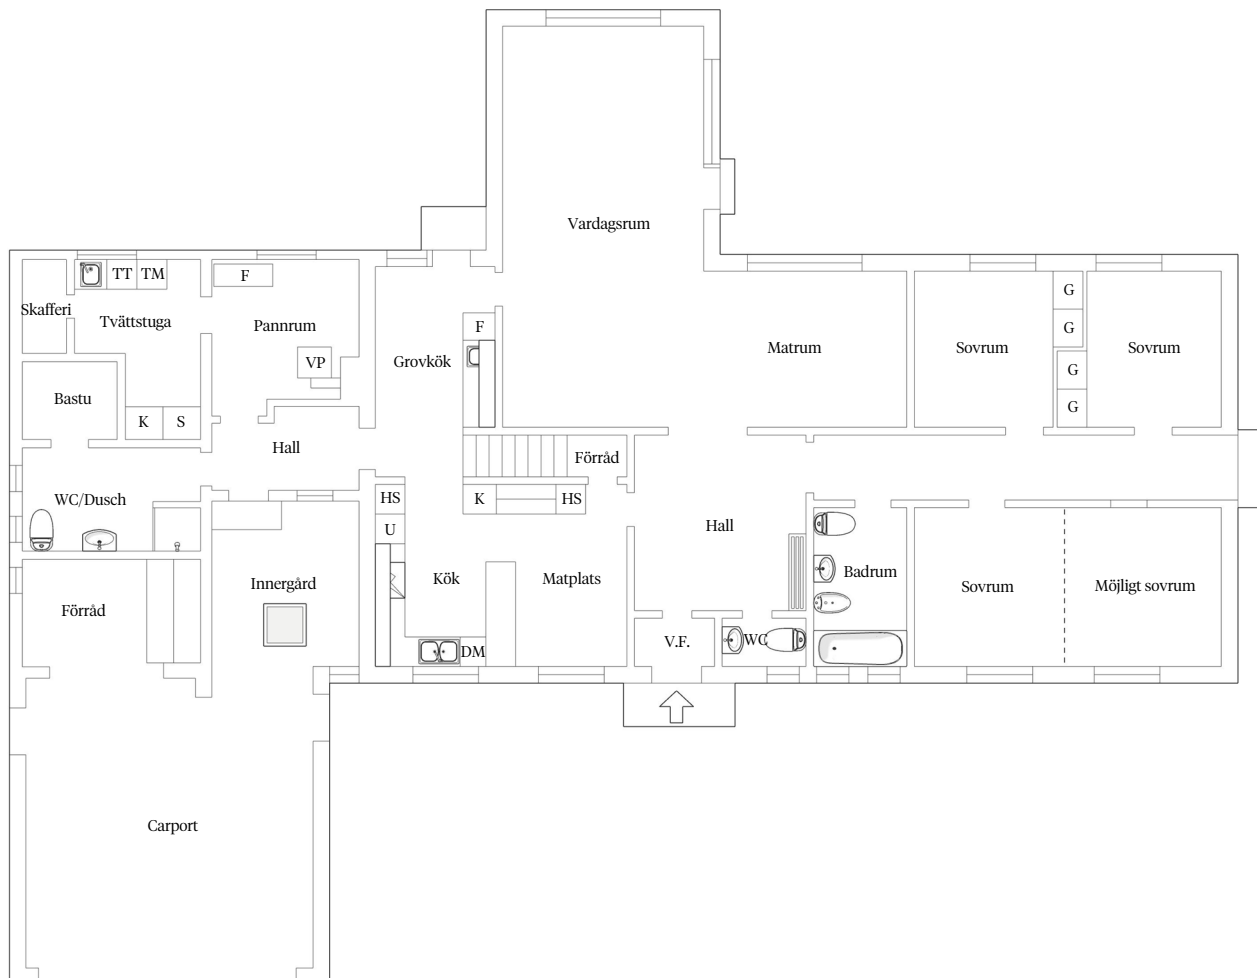 Vardagsrum
TT
TM
F
Skafferi
Tvättstuga
Pannrum
F
G
G
VP
Grovkök
Matrum
Sovrum
Sovrum
G
G
Bastu
K
S
Hall
Förråd
WC/Dusch
HS
K
HS
U
Hall
Innergård
Kök
Matplats
Badrum
Sovrum
Möjligt sovrum
Förråd
DM
V.F.
WC
Carport